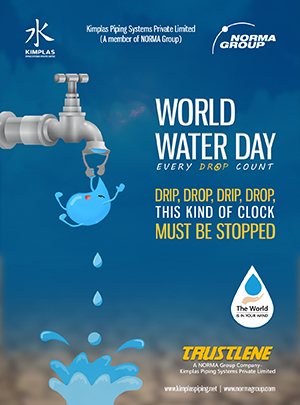 水
KIMPLAS
Kimplas Piping Systems Private Limited
(A member of NORMA Group)
NORMA
GROUP
WORLD
WATER DAY
EVERY DROP COUNT
DRIP, DROP, DRIP, DROP,
THIS KIND OF CLOCK
MUST BE STOPPED
The World
IS IN YOUR HAND
TRUSTLENE
A NORMA Group Company-
Kimplas Piping Systems Private Limited
www.kimplaspiping.net | www.normagroup.com